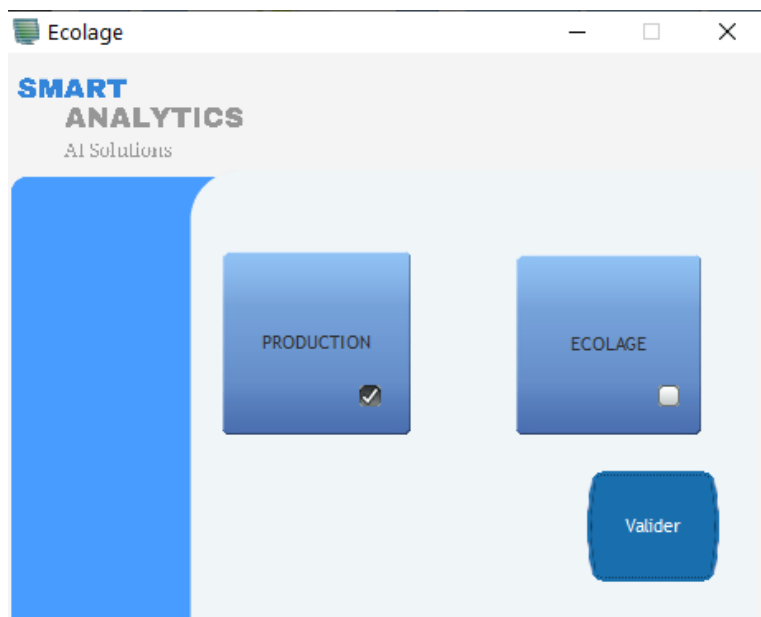 Ecolage
SMART
ANALYTICS
AI Solutions
PRODUCTION
ECOLAGE
Valider